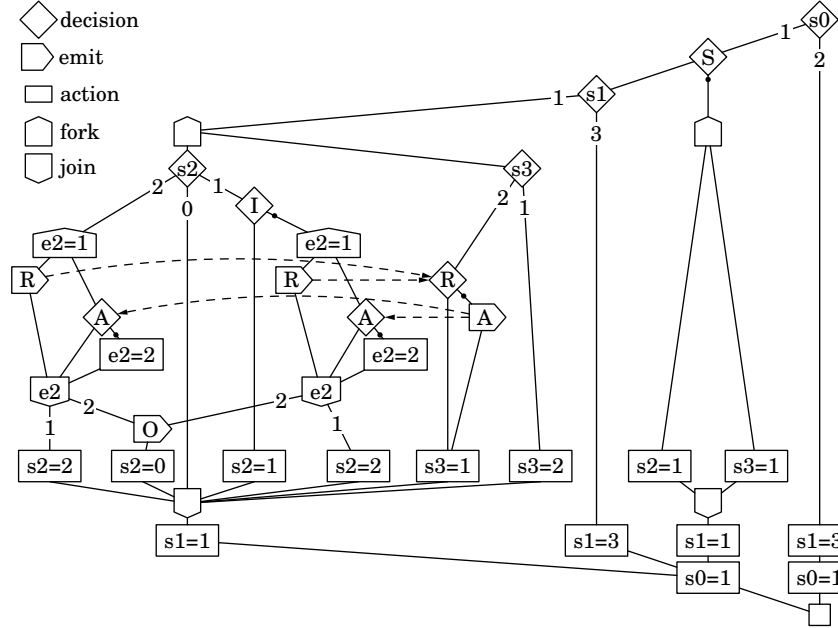 decision
s0
1
emit
S
2
action
s1
1
3
fork
join
s2
s3
2
1
0
I
2
1
e2=1
e2=1
R
R
R
A
A
A
e2=2
e2=2
e2
e2
2
2
1
O
1
s2=2
s2=0
s2=1
s2=2
s3=1
s3=2
s2=1
s3=1
s1=1
s1=3
s1=1
s1=3
s0=1
s0=1